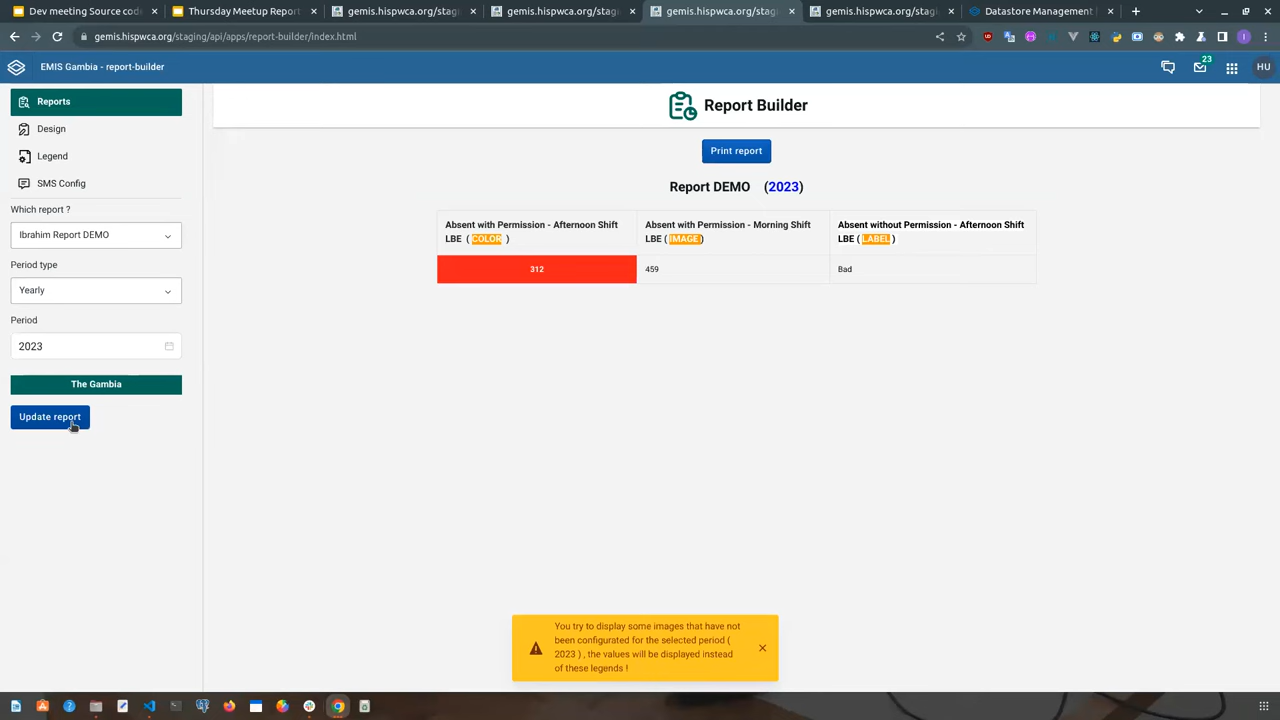 Dev meeting Source cod
Thursday Meetup Report
gemis.hispwca.org/stag
gemis.hispwca.org/stag
gemis.hispwca.org/stag
gemis.hispwca.org/stag
Datastore Management
gemis.hispwca.org/staging/api/apps/report-builder/index.html
EMIS Gambia - report-builder
23
HU
Reports
Design
Legend
SMS Config
Which report ?
Ibrahim Report DEMO
Period type
Yearly
Period
2023
The Gambia
Update report
Report Builder
Print report
Report DEMO (2023)
Absent with Permission - Afternoon Shift
LBE ( COLOR )
Absent with Permission - Morning Shift
LBE ( IMAGE )
Absent without Permission - Afternoon Shift
LBE ( LABEL )
312
459
Bad
You try to display some images that have not
been configurated for the selected period (
2023 ) , the values will be displayed instead
of these legends !